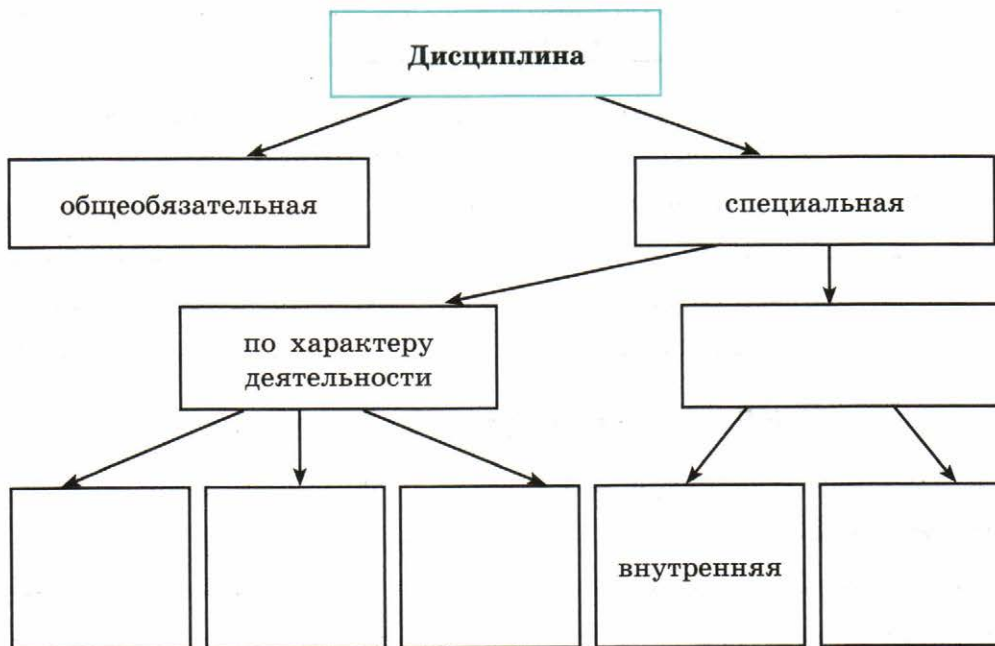 Дисциплина
общеобязательная
специальная
по характеру
деятельности
внутренняя